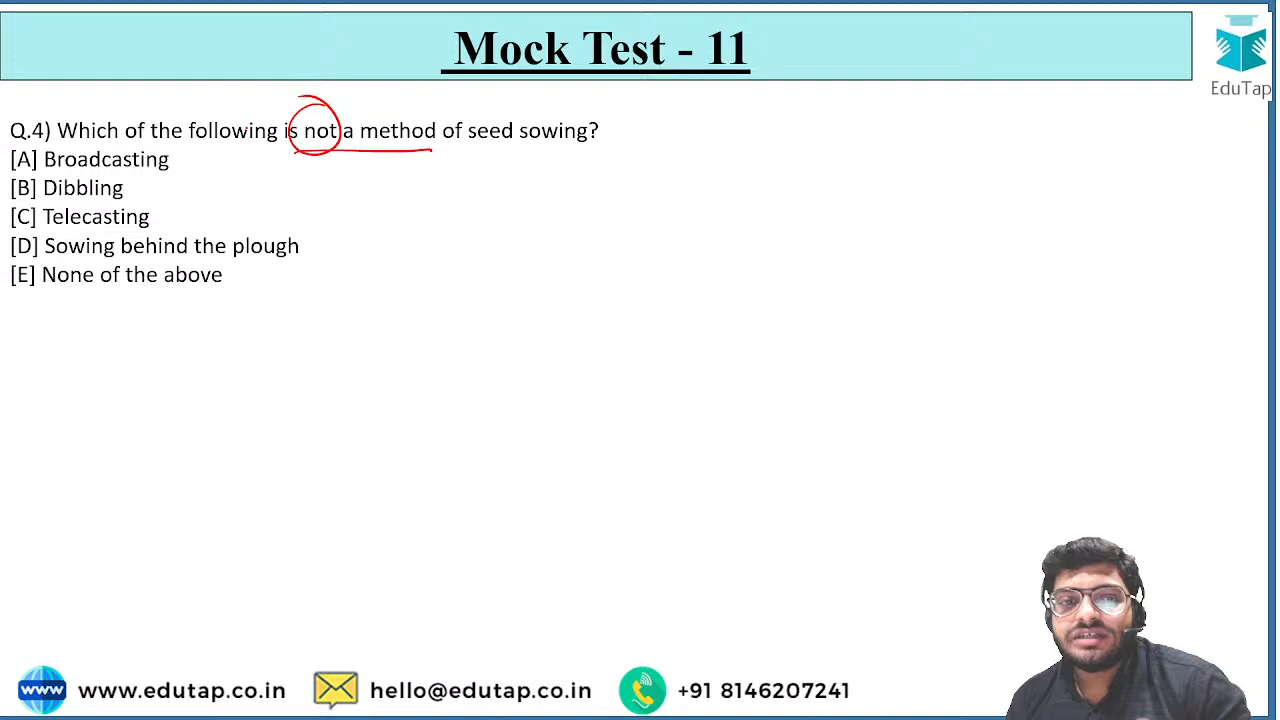 Mock Test - 11
EduTap
Q.4) Which of the following is not a method of seed sowing?
[A] Broadcasting
[B] Dibbling
[C] Telecasting
[D] Sowing behind the plough
[E] None of the above
www www.edutap.co.in hello@edutap.co.in +91 8146207241